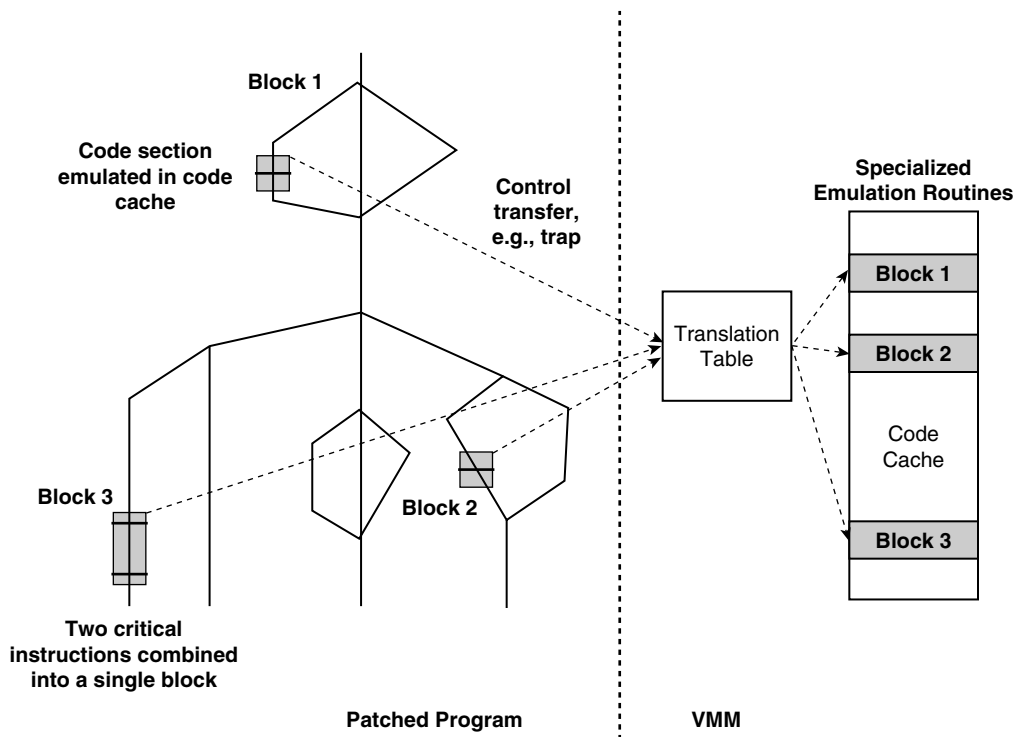 Block 1
Code section
emulated in code
cache
Control
transfer,
e.g., trap
Specialized
Emulation Routines
Block 1
Translation
Table
Block 2
Code
Cache
Block 3
Block 2
Block 3
Two critical
instructions combined
into a single block
Patched Program
VMM